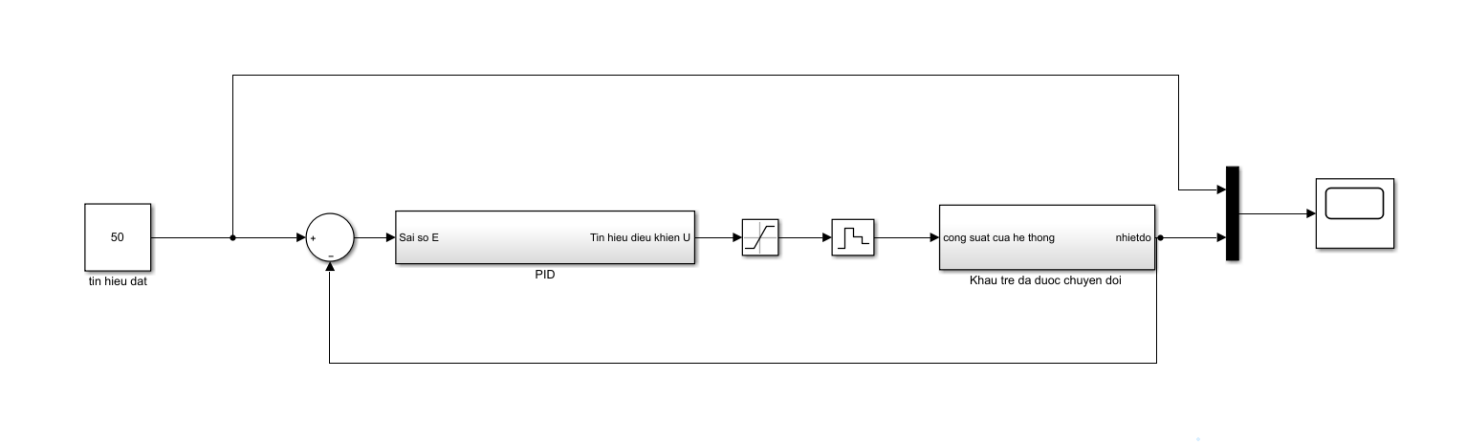 50
tin hieu dat
+
−
Sai so E
Tin hieu dieu khien U
PID
cong suat cua he thong
nhietdo
Khau tre da duoc chuyen doi